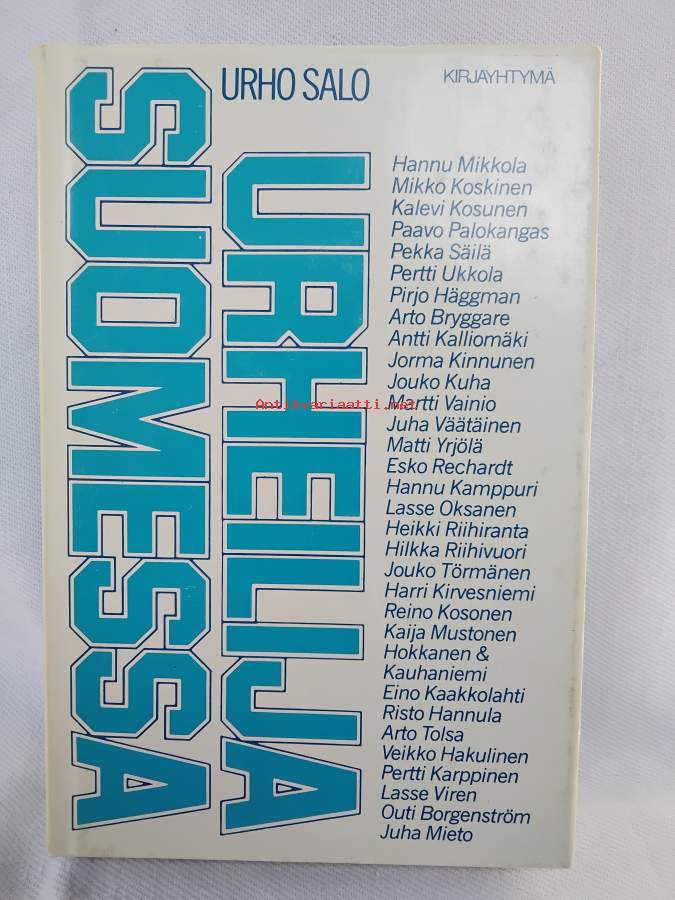 URHO SALO
KIRJAYHTYMÄ
URHEILIJA
SUOMESSA
Hannu Mikkola
Mikko Koskinen
Kalevi Kosunen
Paavo Palokangas
Pekka Säilä
Pertti Ukkola
Pirjo Häggman
Arto Bryggare
Antti Kalliomäki
Jorma Kinnunen
Jouko Kuha
Martti Vainio
Juha Väätäinen
Matti Yrjölä
Esko Rechardt
Hannu Kamppuri
Lasse Oksanen
Heikki Riihiranta
Hilkka Riihivuori
Jouko Törmänen
Harri Kirvesniemi
Reino Kosonen
Kaija Mustonen
Hokkanen &
Kauhaniemi
Eino Kaakkolahti
Risto Hannula
Arto Tolsa
Veikko Hakulinen
Pertti Karppinen
Lasse Viren
Outi Borgenström
Juha Mieto
Antikvariaatti.net